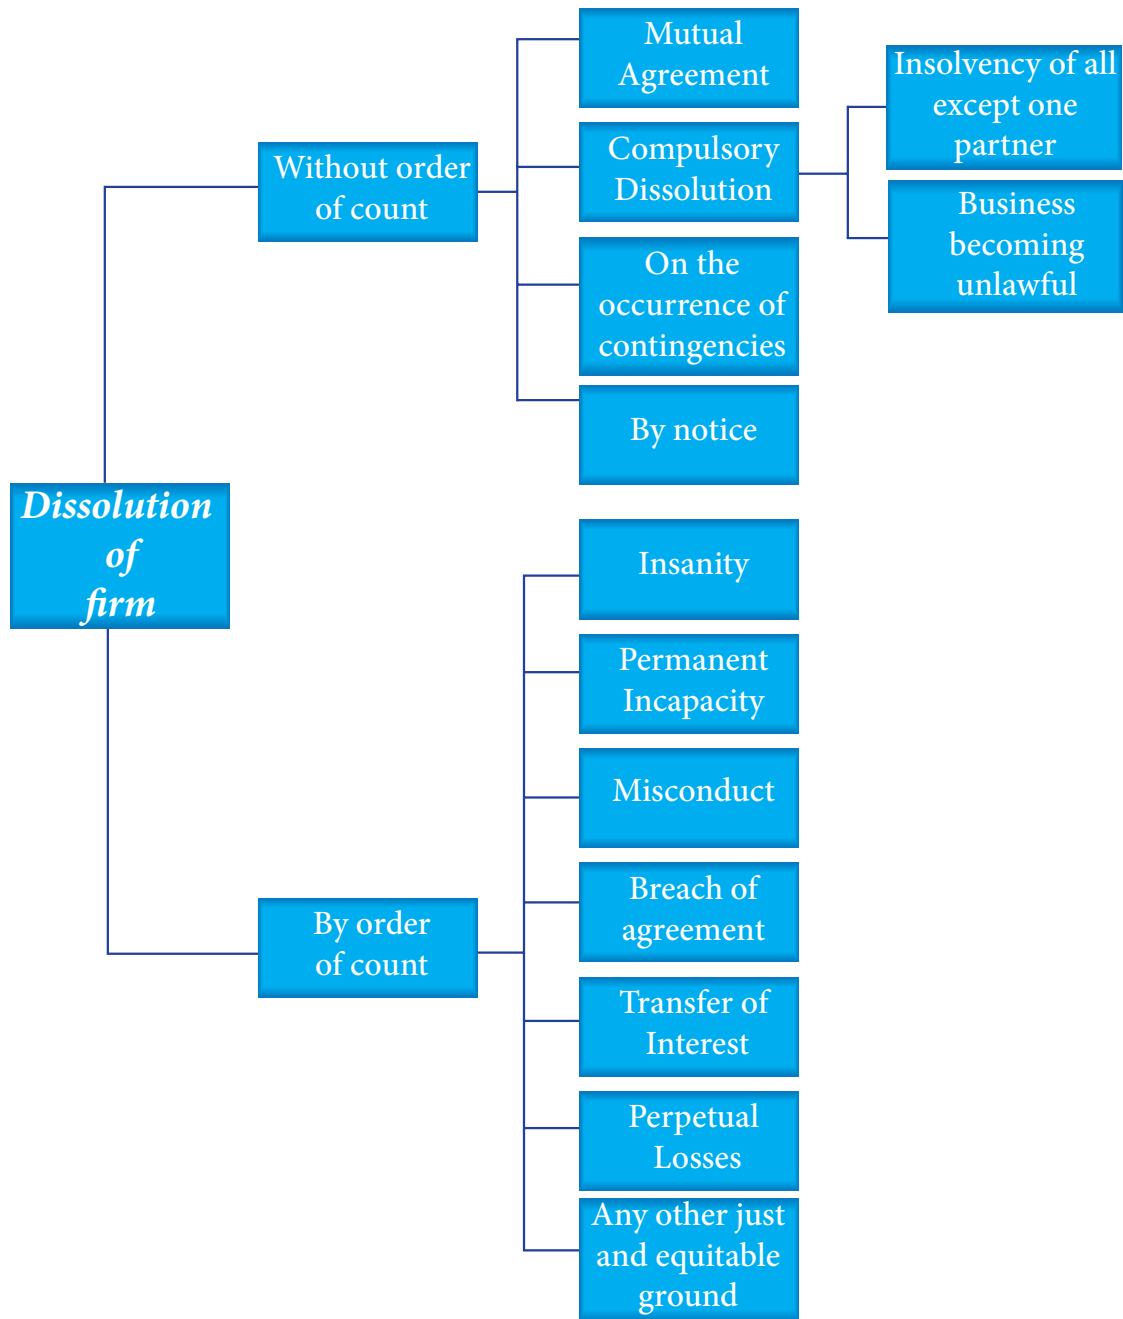 Dissolution
of
firm
Without order
of count
Mutual
Agreement
Compulsory
Dissolution
Insolvency of all
except one
partner
Business
becoming
unlawful
On the
occurrence of
contingencies
By notice
By order
of count
Insanity
Permanent
Incapacity
Misconduct
Breach of
agreement
Transfer of
Interest
Perpetual
Losses
Any other just
and equitable
ground